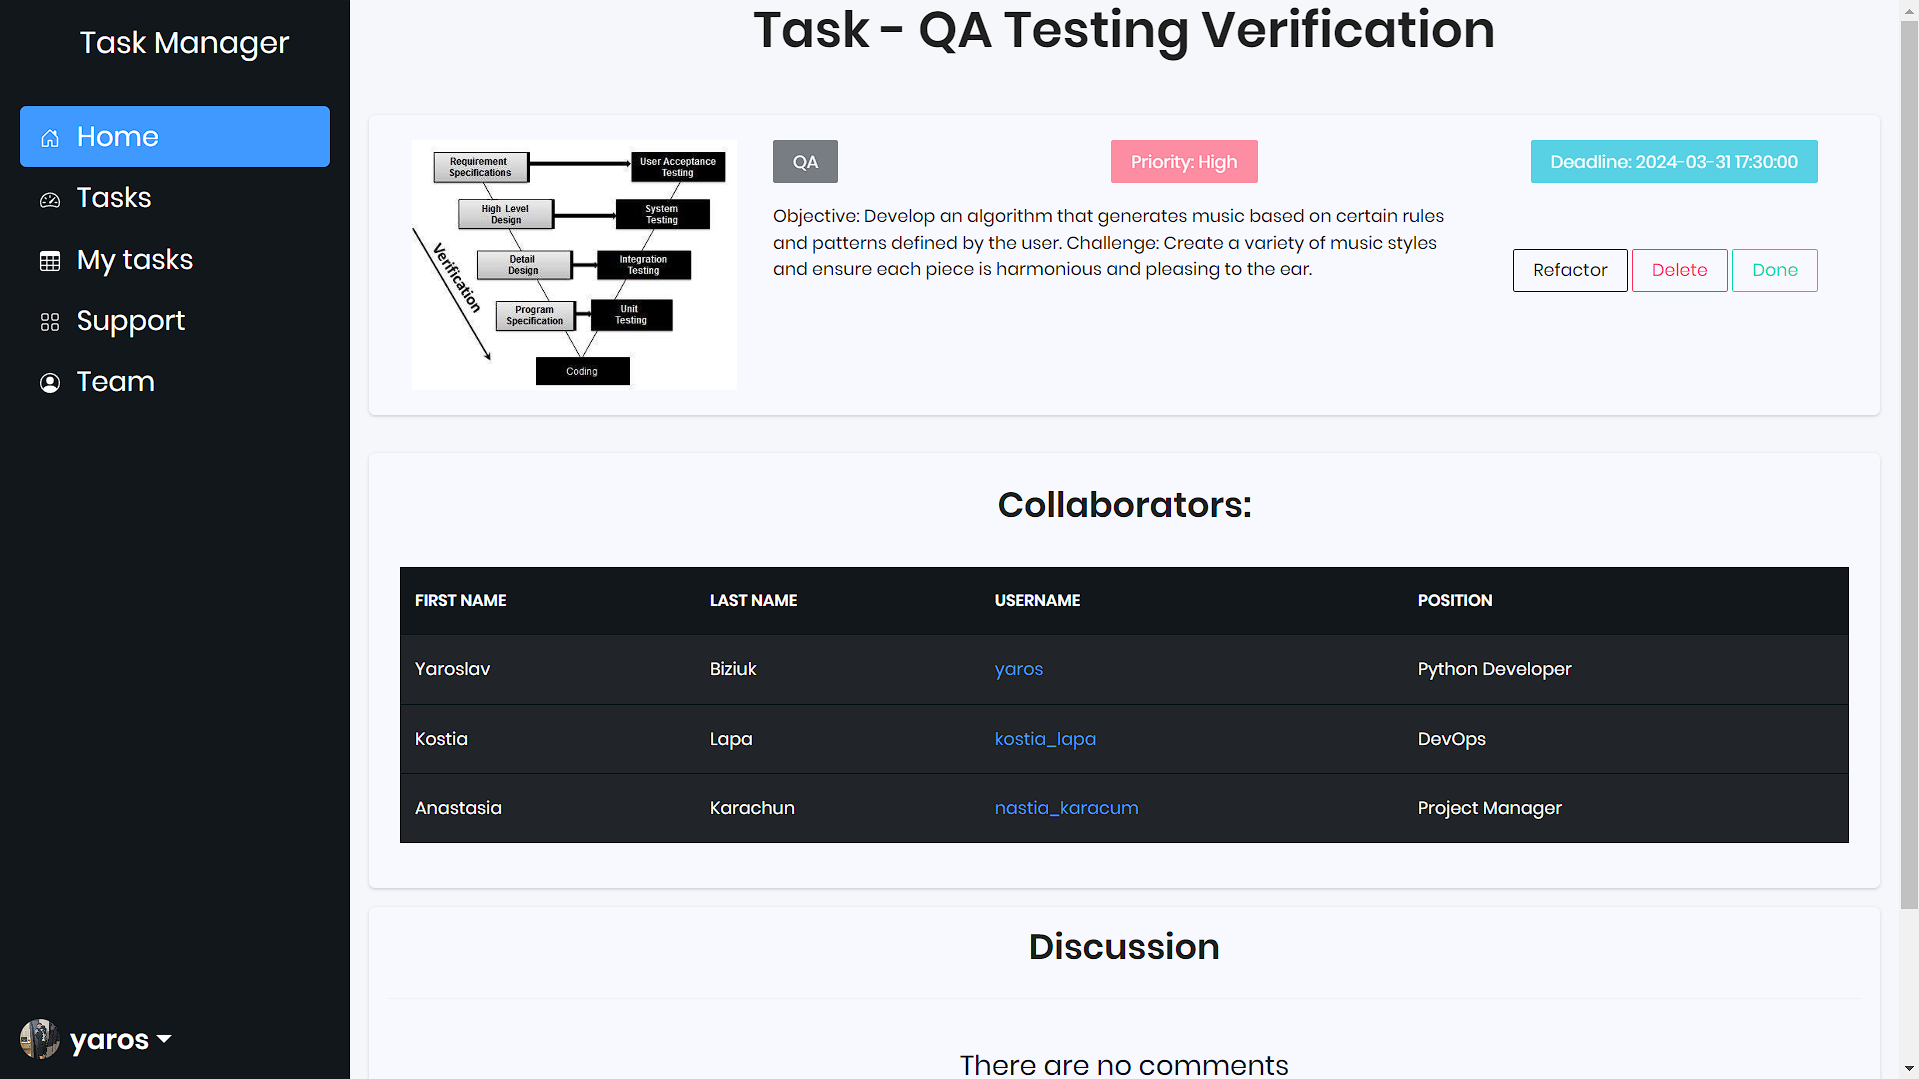 Task Manager
Home
Tasks
My tasks
Support
Team
yaros
Task - QA Testing Verification
Requirement
Specifications
User Acceptance
Testing
High Level
Design
System
Testing
Detail
Design
Integration
Testing
Program
Specification
Unit
Testing
Coding
Verification
QA
Priority: High
Deadline: 2024-03-31 17:30:00
Objective: Develop an algorithm that generates music based on certain rules
and patterns defined by the user. Challenge: Create a variety of music styles
and ensure each piece is harmonious and pleasing to the ear.
Refactor Delete Done
Collaborators:
FIRST NAME LAST NAME USERNAME POSITION
Yaroslav Biziuk yaros Python Developer
Kostia Lapa kostia_lapa DevOps
Anastasia Karachun nastia_karacum Project Manager
Discussion
There are no comments